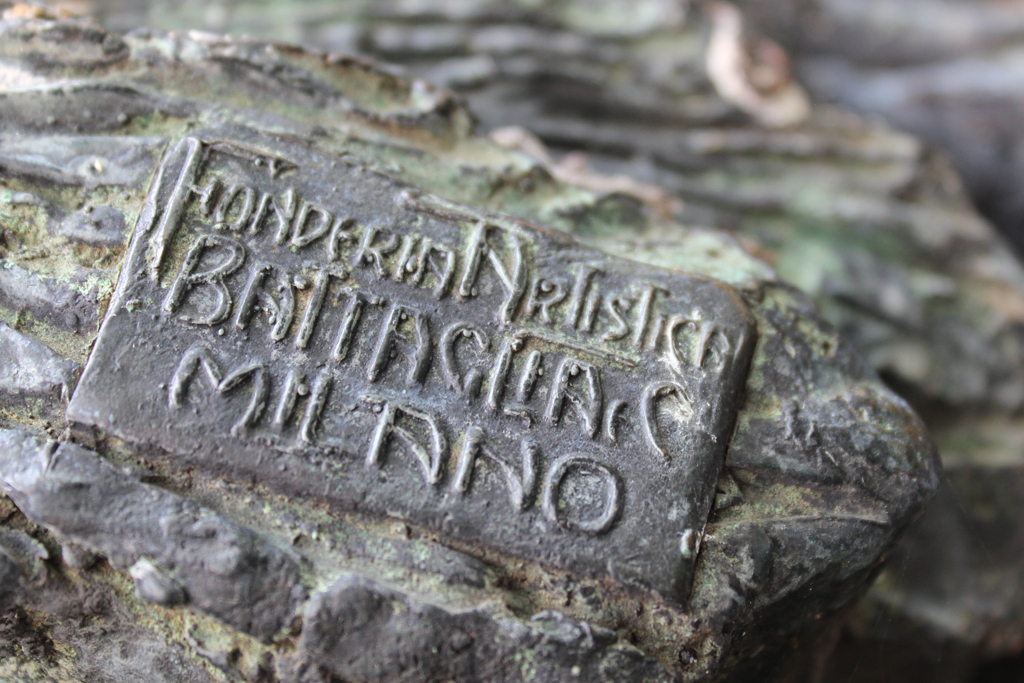 FONDERIA ARTISTICA
BATTAGLIA, C
MILANO